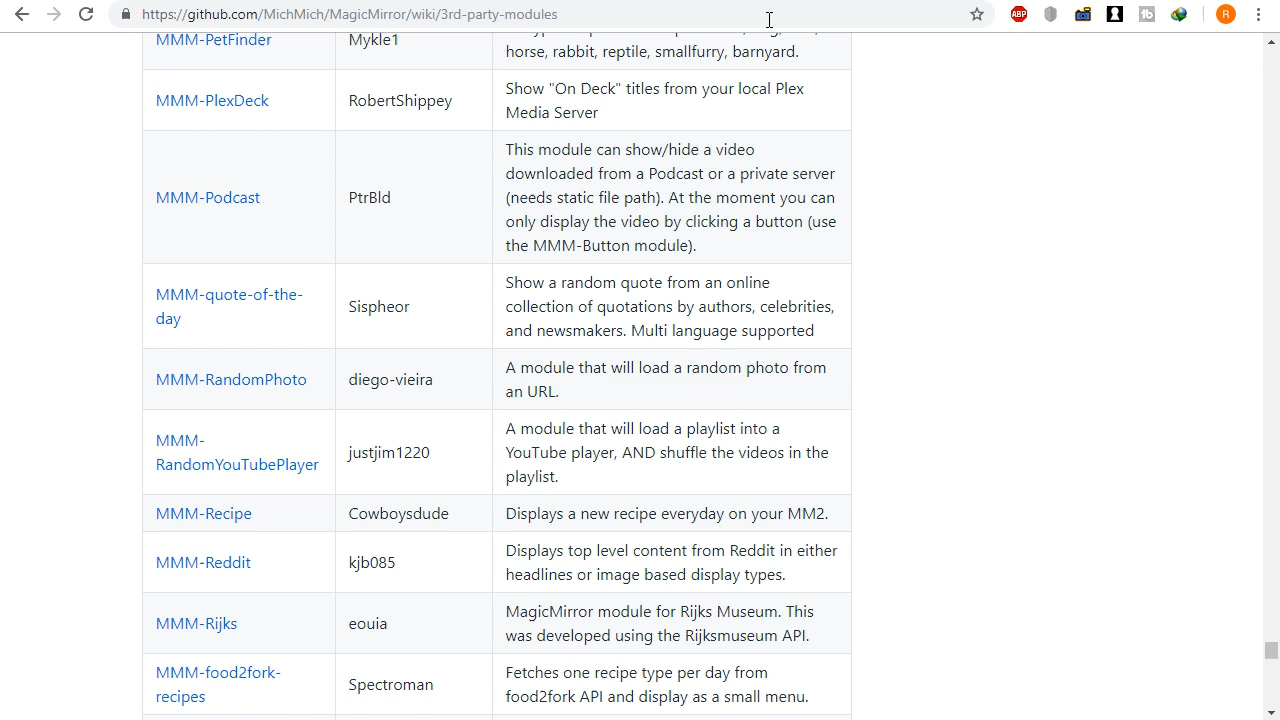 https://github.com/MichMich/MagicMirror/wiki/3rd-party-modules
ABP
R
MMM-PetFinder
Mykle1
horse, rabbit, reptile, smallfurry, barnyard.
MMM-PlexDeck
RobertShippey
Show "On Deck" titles from your local Plex
Media Server
MMM-Podcast
PtrBld
This module can show/hide a video
downloaded from a Podcast or a private server
(needs static file path). At the moment you can
only display the video by clicking a button (use
the MMM-Button module).
MMM-quote-of-the-
day
Sispheor
Show a random quote from an online
collection of quotations by authors, celebrities,
and newsmakers. Multi language supported
MMM-RandomPhoto
diego-vieira
A module that will load a random photo from
an URL.
MMM-
RandomYouTubePlayer
justjim1220
A module that will load a playlist into a
YouTube player, AND shuffle the videos in the
playlist.
MMM-Recipe
Cowboysdude
Displays a new recipe everyday on your MM2.
MMM-Reddit
kjb085
Displays top level content from Reddit in either
headlines or image based display types.
MMM-Rijks
eouia
MagicMirror module for Rijks Museum. This
was developed using the Rijksmuseum API.
MMM-food2fork-
recipes
Spectroman
Fetches one recipe type per day from
food2fork API and display as a small menu.